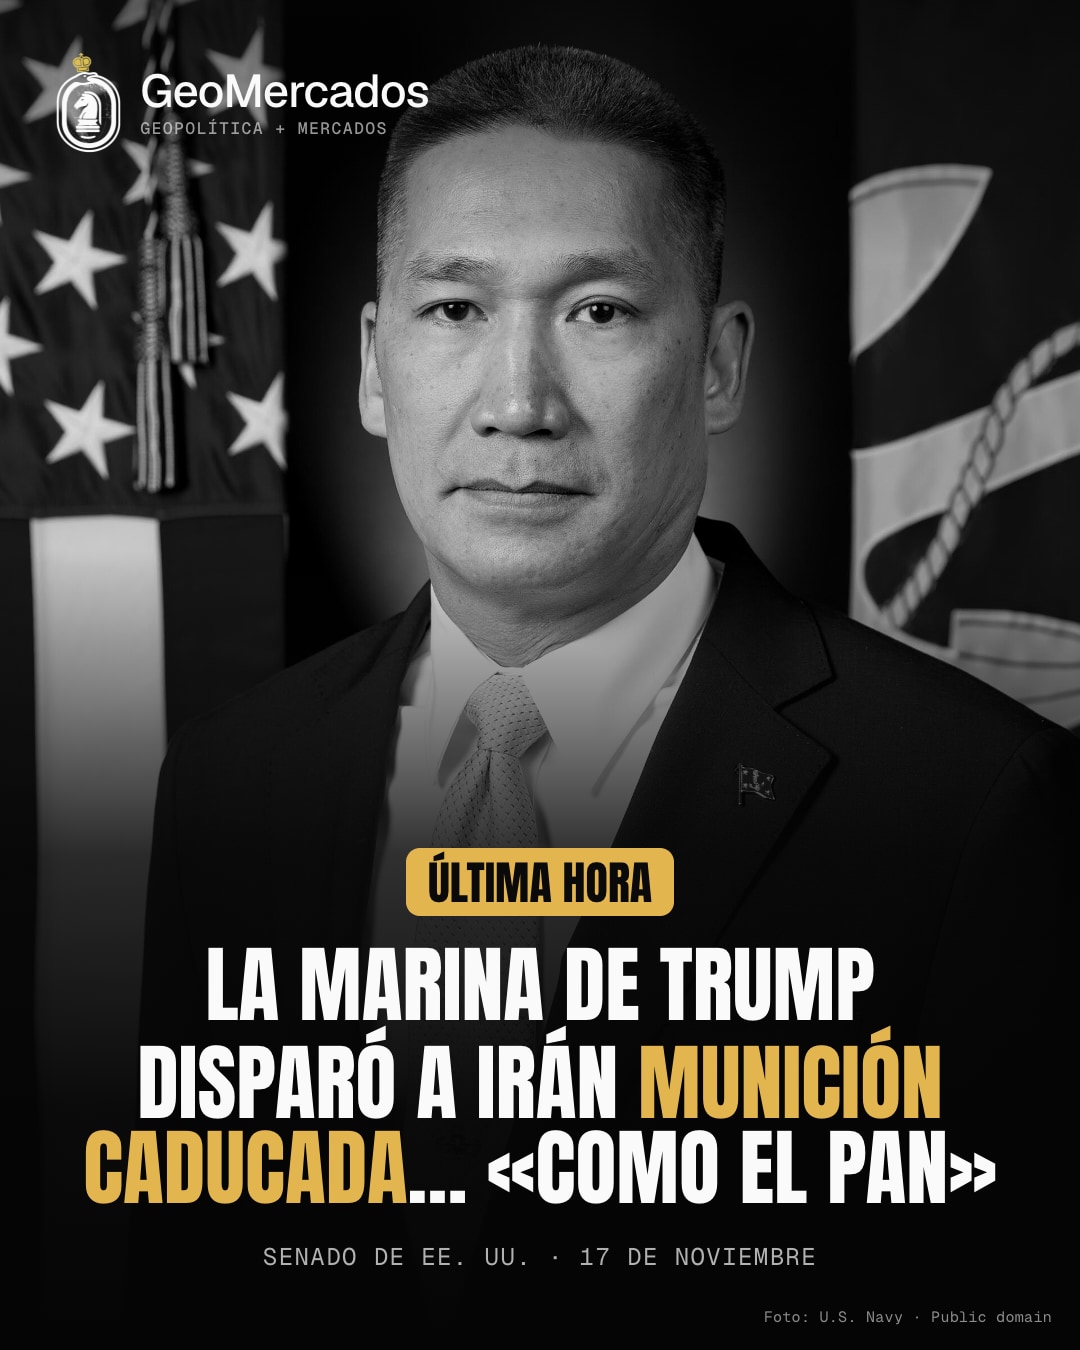 GeoMercados
GEOPOLÍTICA + MERCADOS
ÚLTIMA HORA
LA MARINA DE TRUMP
DISPARÓ A IRÁN MUNICIÓN
CADUCADA... «COMO EL PAN»
SENADO DE EE. UU. · 17 DE NOVIEMBRE
Foto: U.S. Navy · Public domain